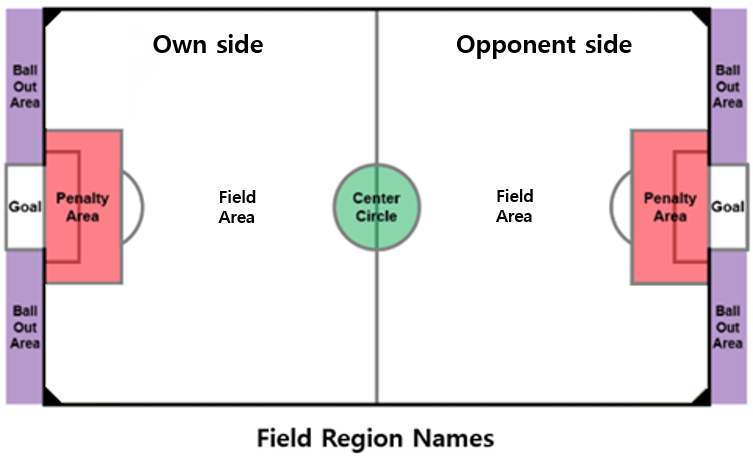 Own side
Opponent side
Ball
Out
Area
Ball
Out
Area
Goal
Penalty
Area
Field
Area
Center
Circle
Field
Area
Penalty
Area
Goal
Ball
Out
Area
Ball
Out
Area
Field Region Names